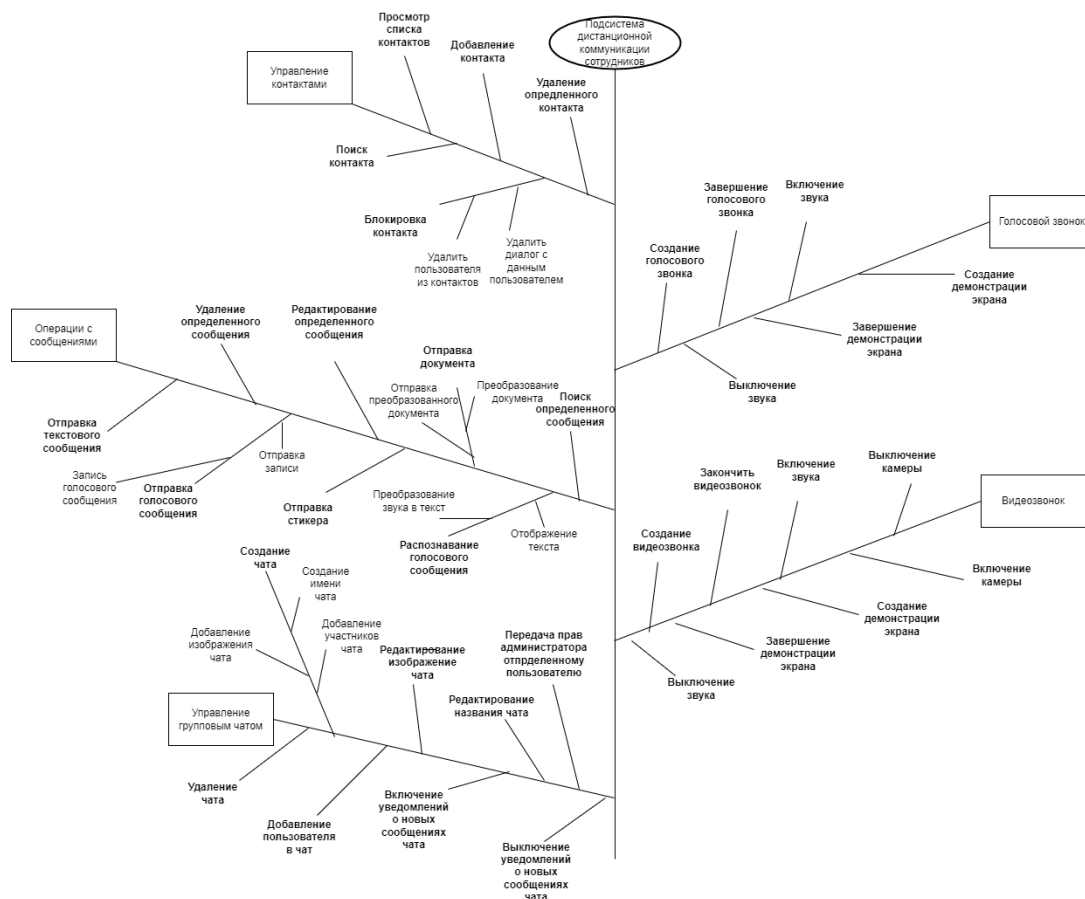 Подсистема
дистанционной
коммуникации
сотрудников
Просмотр
списка
контактов
Добавление
контакта
Управление
контактами
Удаление
опредленного
контакта
Поиск
контакта
Блокировка
контакта
Удалить
пользователя
из контактов
Удалить
диалог с
данным
пользователем
Завершение
голосового
звонка
Включение
звука
Голосовой звонок
Создание
голосового
звонка
Создание
демонстрации
экрана
Завершение
демонстрации
экрана
Выключение
звука
Операции с
сообщениями
Удаление
определенного
сообщения
Редактирование
определенного
сообщения
Отправка
документа
Отправка
преобразованного
документа
Преобразование
документа
Поиск
определенного
сообщения
Отправка
текстового
сообщения
Запись
голосового
сообщения
Отправка
голосового
сообщения
Отправка
записи
Отправка
стикера
Преобразование
звука в текст
Распознавание
голосового
сообщения
Отображение
текста
Выключение
камеры
Включение
звука
Закончить
видеозвонок
Видеозвонок
Создание
видеозвонка
Включение
камеры
Создание
демонстрации
экрана
Завершение
демонстрации
экрана
Выключение
звука
Создание
чата
Создание
имени
чата
Добавление
изображения
чата
Добавление
участников
чата
Редактирование
изображение
чата
Передача прав
администратора
отпрделенному
пользователю
Редактирование
названия чата
Управление
групповым чатом
Удаление
чата
Добавление
пользователя
в чат
Включение
уведомлений
о новых
сообщениях
чата
Выключение
уведомлений
о новых
сообщениях
чата